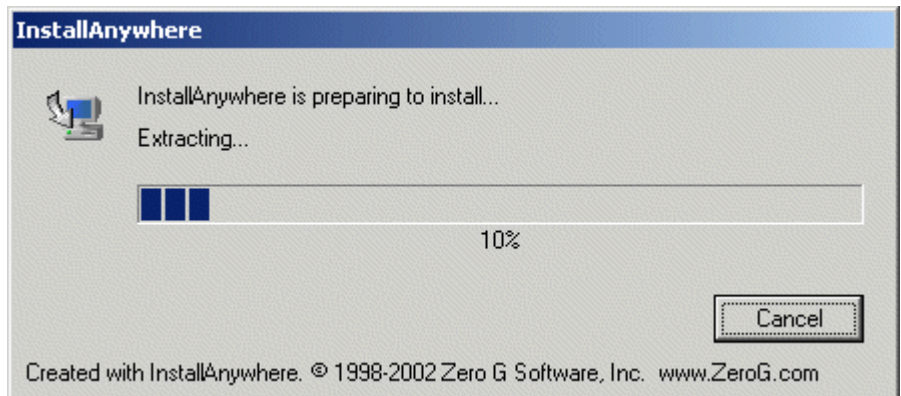 InstallAnywhere
InstallAnywhere is preparing to install...
Extracting...
10%
Cancel
Created with InstallAnywhere. © 1998-2002 Zero G Software, Inc. www.ZeroG.com